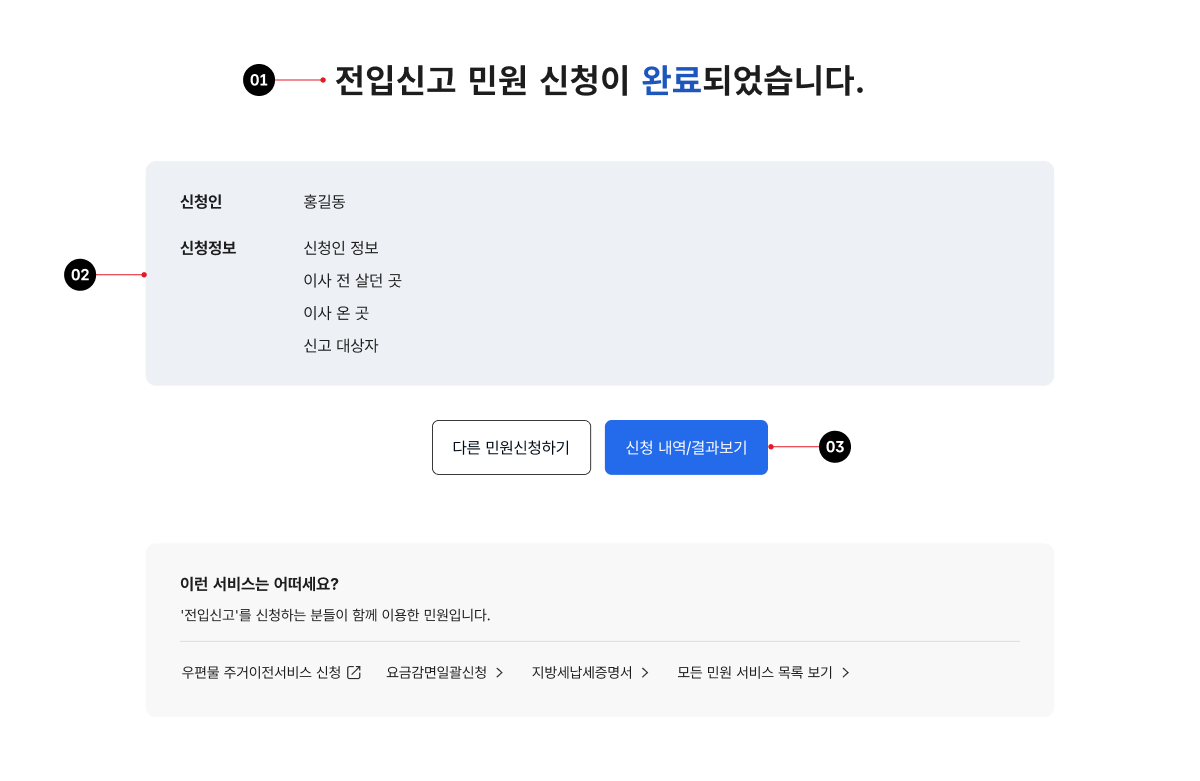 01 전입신고 민원 신청이 완료되었습니다.
신청인 홍길동
신청정보 신청인 정보
02
이사 전 살던 곳
이사 온 곳
신고 대상자
다른 민원신청하기 신청 내역/결과보기 03
이런 서비스는 어떠세요?
'전입신고'를 신청하는 분들이 함께 이용한 민원입니다.
우편물 주거이전서비스 신청 요금감면일괄신청 지방세납세증명서 모든 민원 서비스 목록 보기